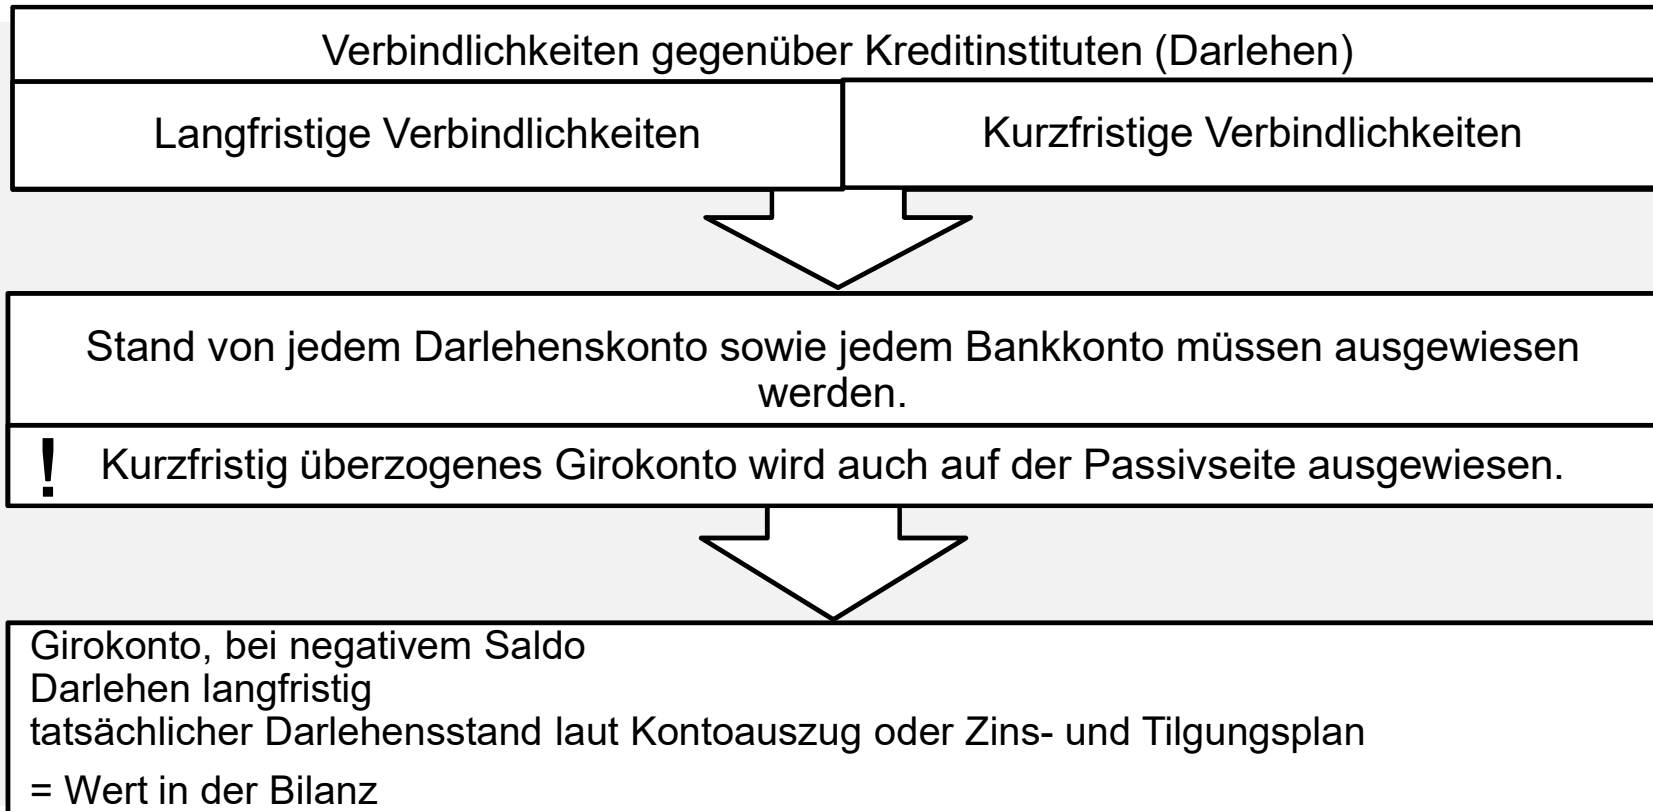 Verbindlichkeiten gegenüber Kreditinstituten (Darlehen)
Langfristige Verbindlichkeiten
Kurzfristige Verbindlichkeiten
Stand von jedem Darlehenskonto sowie jedem Bankkonto müssen ausgewiesen
werden.
! Kurzfristig überzogenes Girokonto wird auch auf der Passivseite ausgewiesen.
Girokonto, bei negativem Saldo
Darlehen langfristig
tatsächlicher Darlehensstand laut Kontoauszug oder Zins- und Tilgungsplan
= Wert in der Bilanz